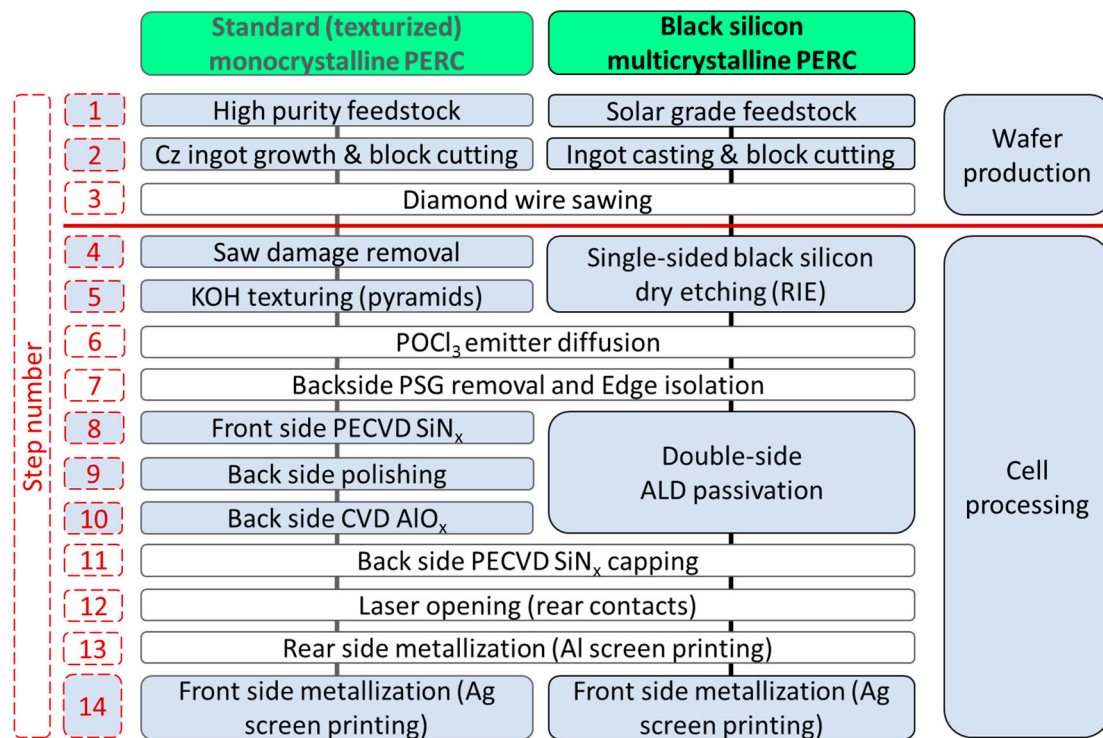 Standard (texturized)
monocrystalline PERC
Black silicon
multicrystalline PERC
Step number
1
High purity feedstock
Solar grade feedstock
Wafer
production
2
Cz ingot growth & block cutting
Ingot casting & block cutting
3
Diamond wire sawing
4
Saw damage removal
Single-sided black silicon
dry etching (RIE)
5
KOH texturing (pyramids)
6
POCl₃ emitter diffusion
7
Backside PSG removal and Edge isolation
8
Front side PECVD SiNₓ
Double-side
ALD passivation
Cell
processing
9
Back side polishing
10
Back side CVD AlOₓ
11
Back side PECVD SiNₓ capping
12
Laser opening (rear contacts)
13
Rear side metallization (Al screen printing)
14
Front side metallization (Ag
screen printing)
Front side metallization (Ag
screen printing)